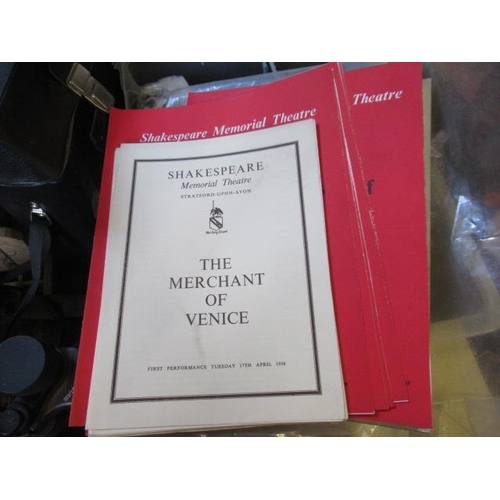 Shakespeare Memorial Theatre
Theatre
f
SHAKESPEARE
Memorial Theatre
STRATFORD-UPON-AVON
THE
MERCHANT
OF
VENICE
FIRST PERFORMANCE TUESDAY 17TH APRIL 1956